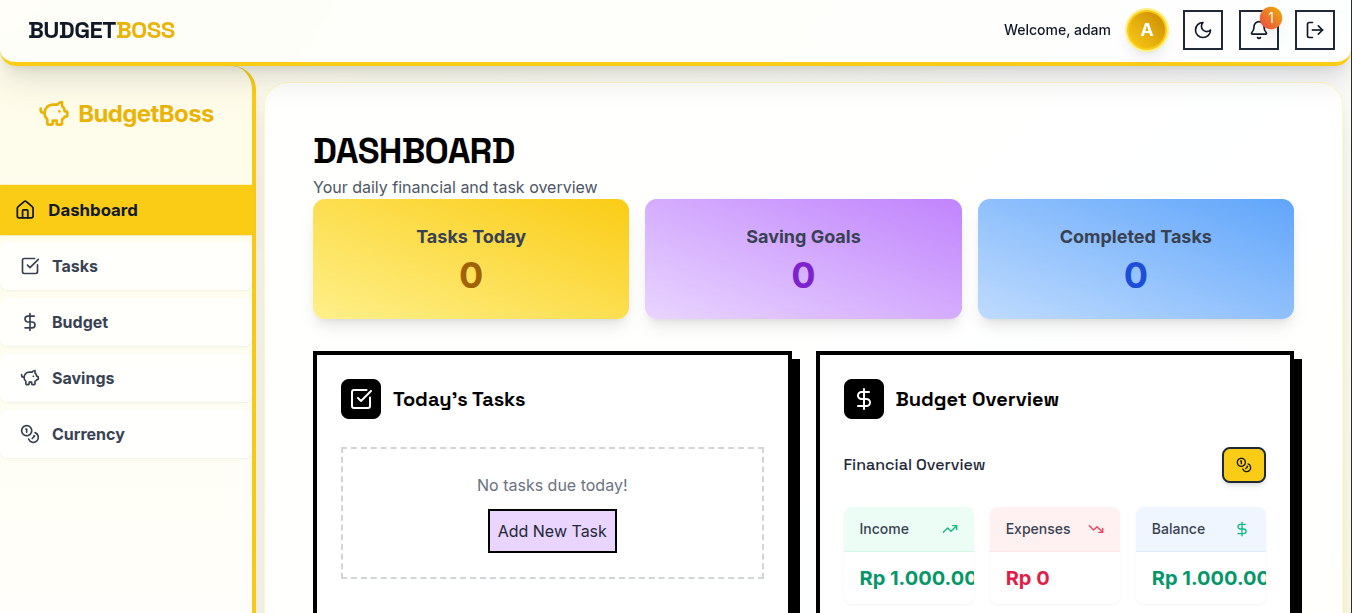 BUDGETBOSS
Welcome, adam
A
1
BudgetBoss
Dashboard
Tasks
Budget
Savings
Currency
DASHBOARD
Your daily financial and task overview
Tasks Today
0
Saving Goals
0
Completed Tasks
0
Today's Tasks
No tasks due today!
Add New Task
Budget Overview
Financial Overview
Income
Rp 1.000.00
Expenses
Rp 0
Balance
Rp 1.000.00